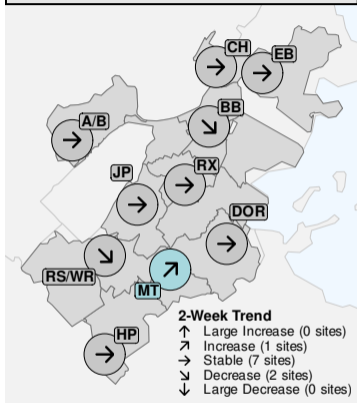 CH
EB
BB
A/B
RX
JP
DOR
RS/WR
MT
HP
2-Week Trend
↑ Large Increase (0 sites)
↗ Increase (1 sites)
→ Stable (7 sites)
↘ Decrease (2 sites)
↓ Large Decrease (0 sites)